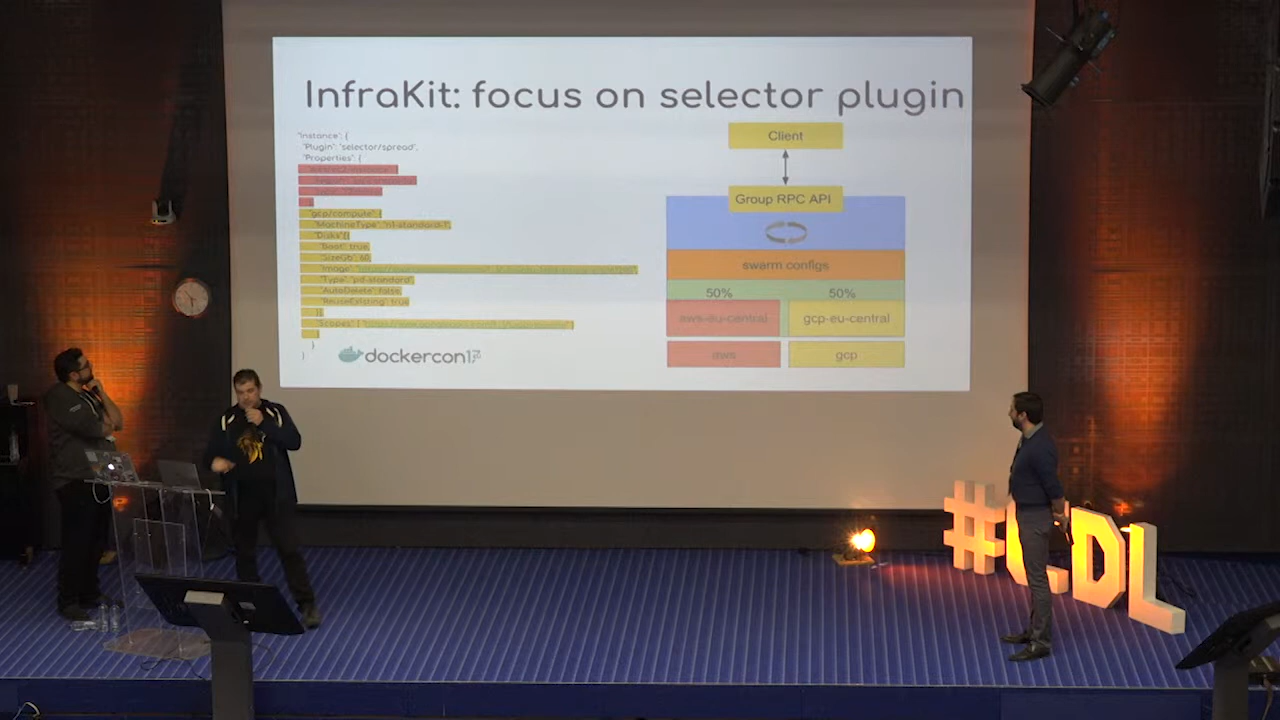 InfraKit: focus on selector plugin
"Instance": {
"Plugin": "selector/spread",
"Properties": {
"gcp/compute": {
"MachineType": "n1-standard-1",
"Disks":[{
"Boot": true,
"SizeGb": 60,
"Image":
"Type": "pd-standard",
"AutoDelete": false,
"ReuseExisting": true
}],
"Scopes": [
}
}
}
dockercon17
Client
Group RPC API
swarm configs
50%
50%
aws-eu-central
gcp-eu-central
aws
gcp
#CDL